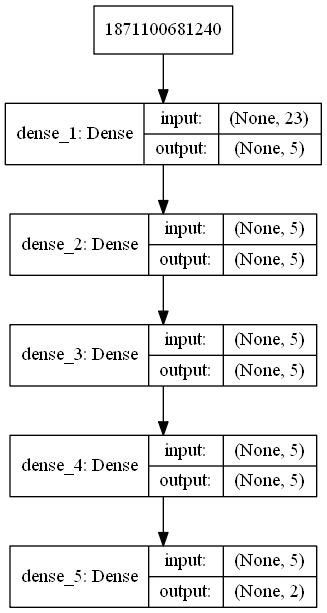 1871100681240
dense_1: Dense
input: (None, 23)
output: (None, 5)
dense_2: Dense
input: (None, 5)
output: (None, 5)
dense_3: Dense
input: (None, 5)
output: (None, 5)
dense_4: Dense
input: (None, 5)
output: (None, 5)
dense_5: Dense
input: (None, 5)
output: (None, 2)